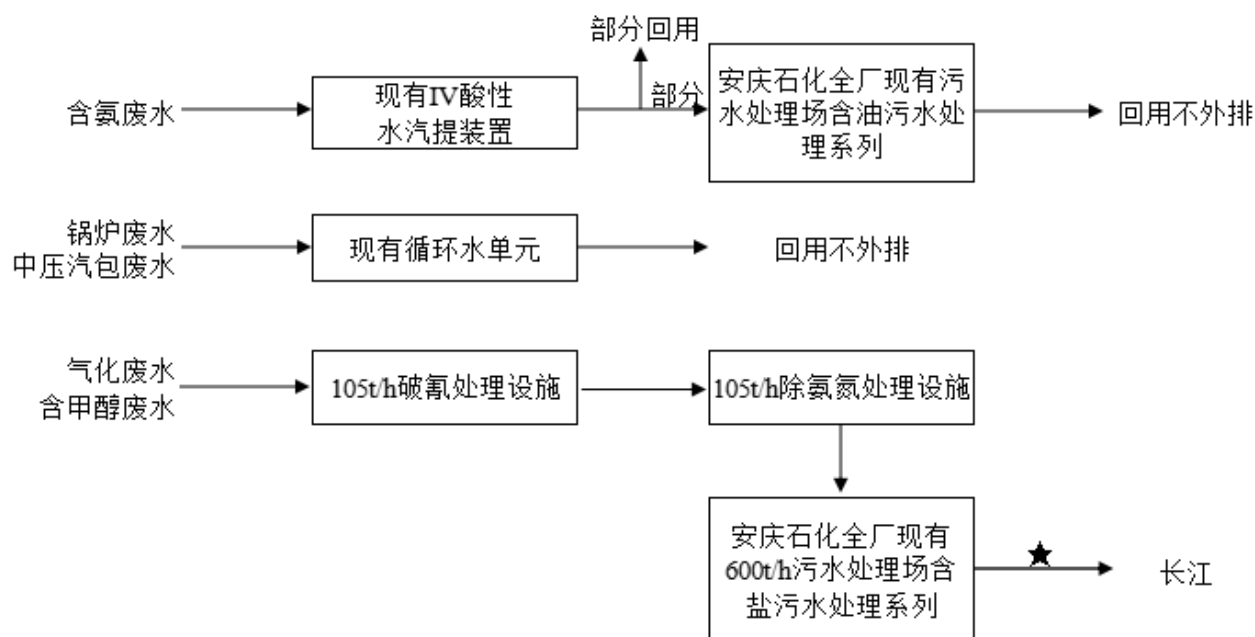 部分回用
含氨废水
现有IV酸性
水汽提装置
部分
安庆石化全厂现有污
水处理场含油污水处
理系列
回用不外排
锅炉废水
中压汽包废水
现有循环水单元
回用不外排
气化废水
含甲醇废水
105t/h破氰处理设施
105t/h除氨氮处理设施
安庆石化全厂现有
600t/h污水处理场含
盐污水处理系列
长江